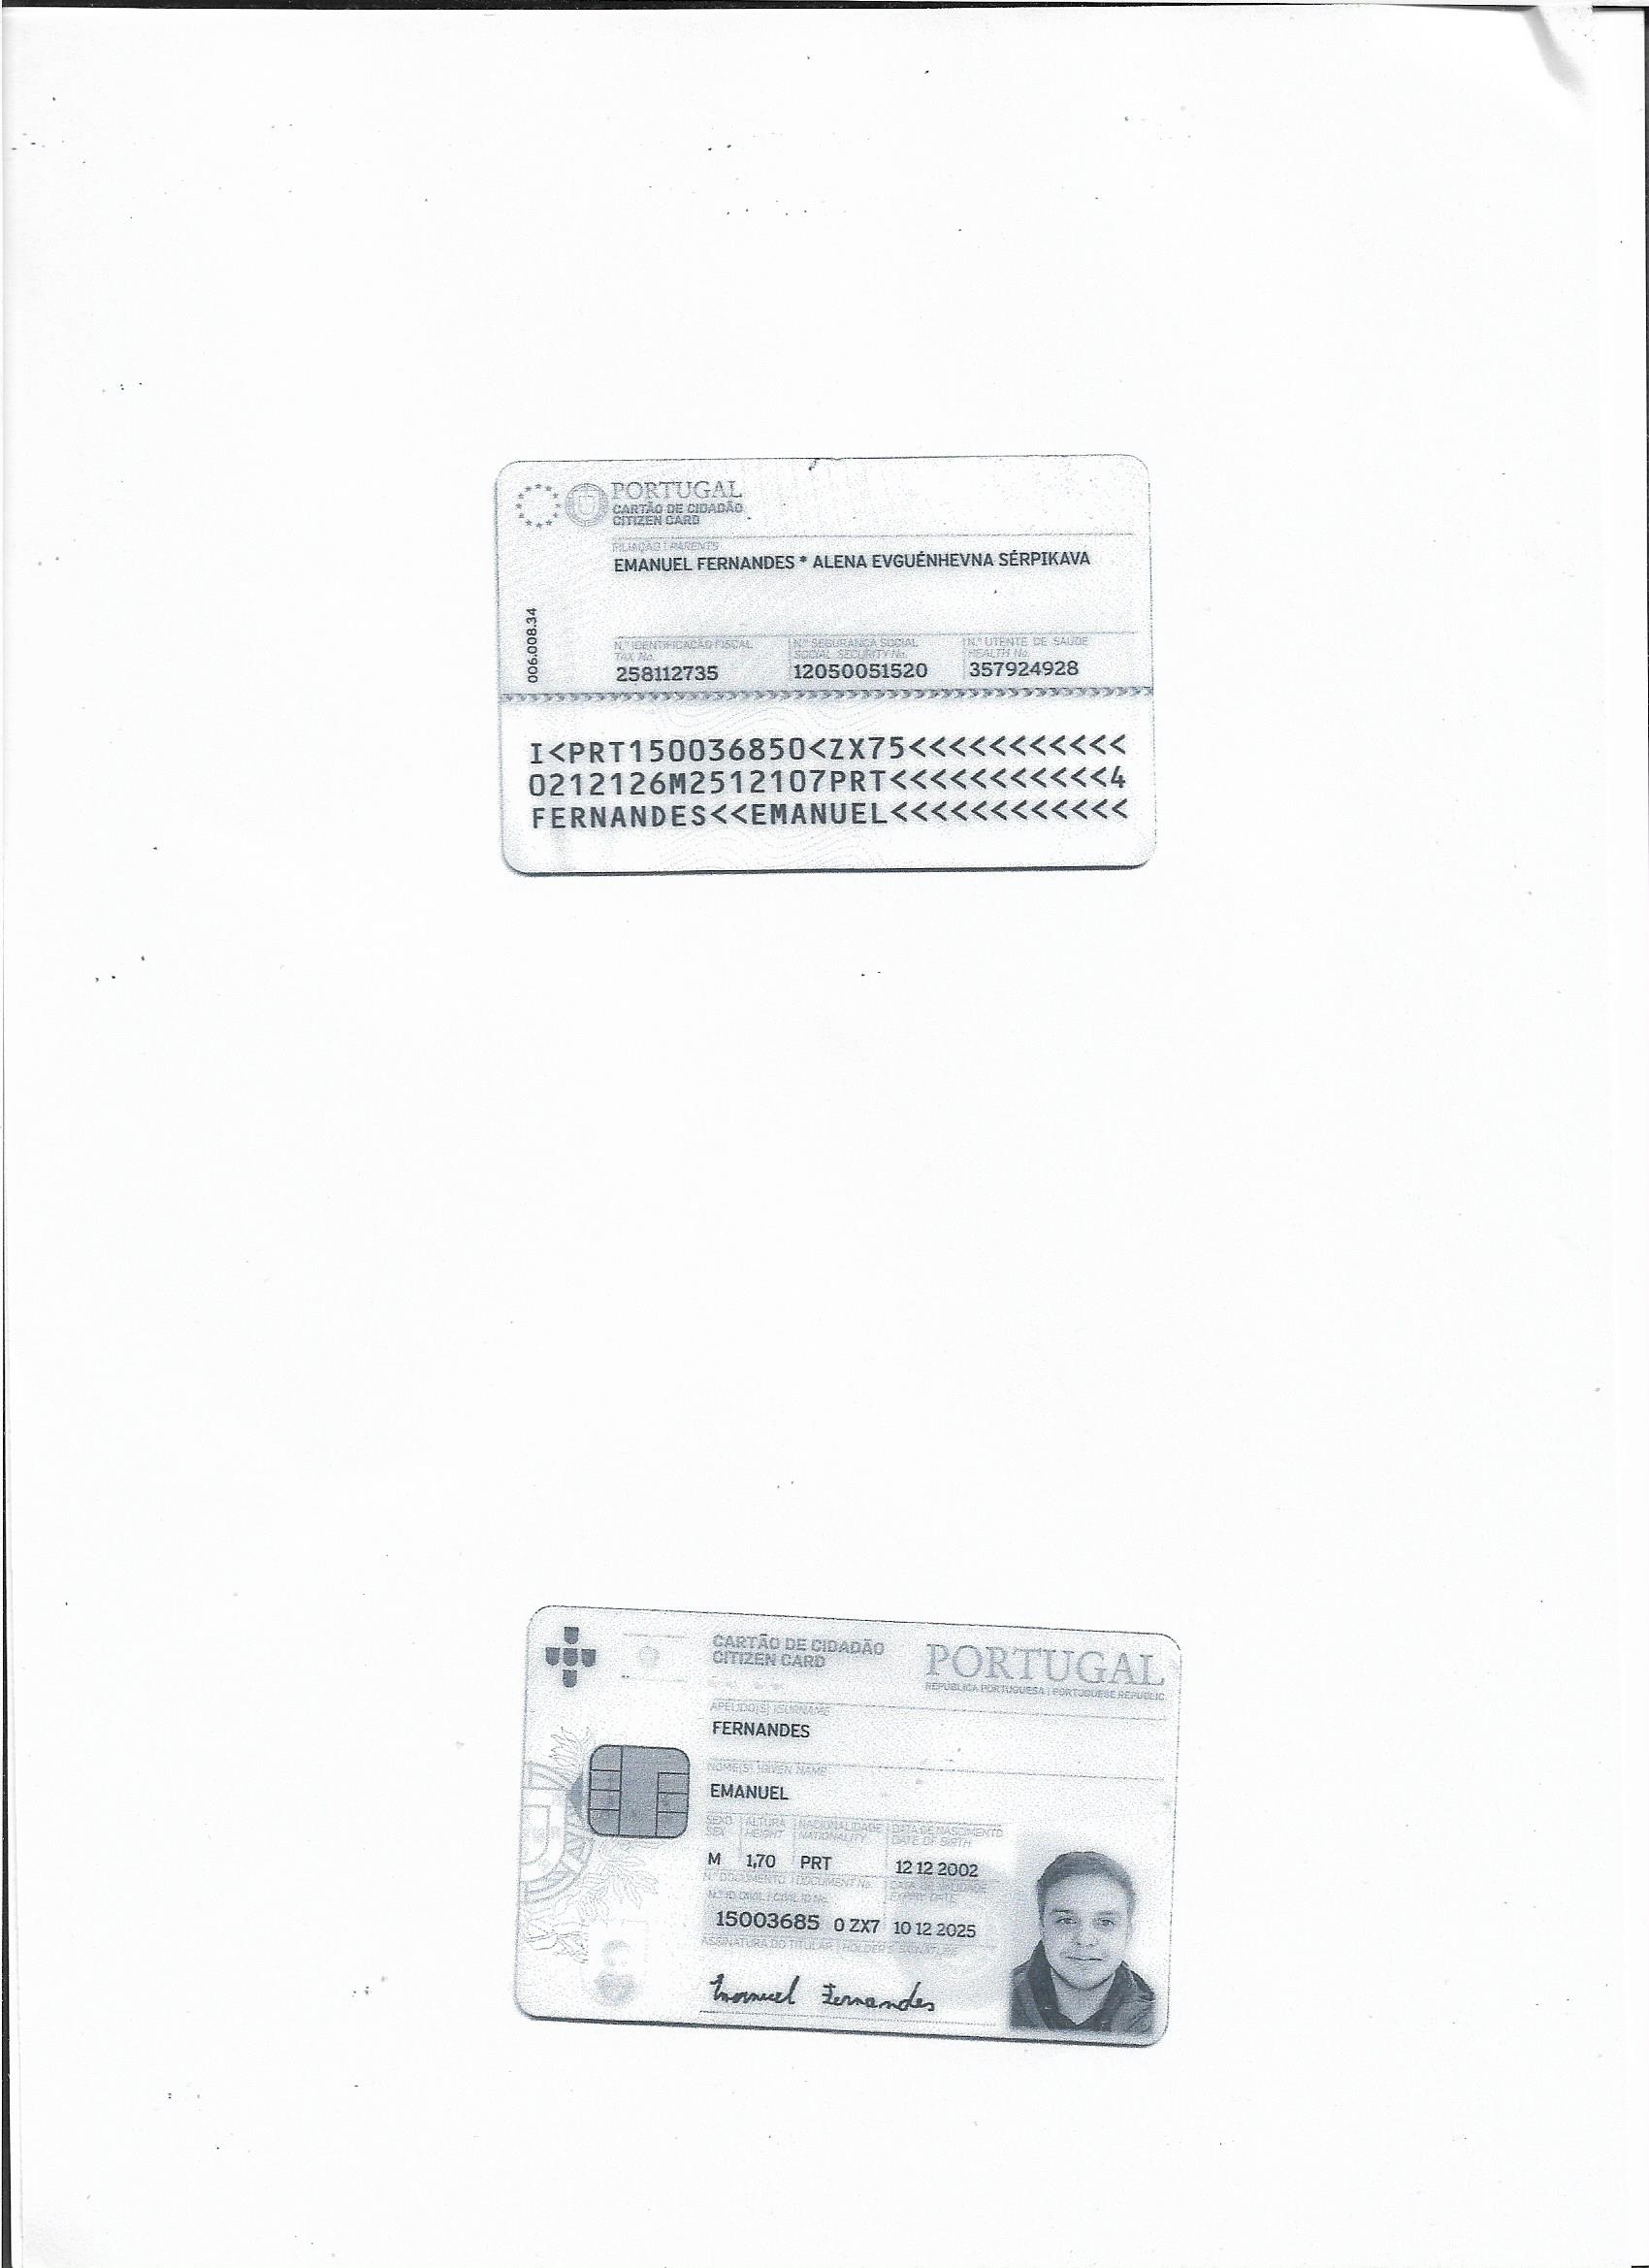 PORTUGAL
CARTÃO DE CIDADÃO
CITIZEN CARD
FILIAÇÃO | PARENTS
EMANUEL FERNANDES * ALENA EVGUÉNHEVNA SÉRPIKAVA
006.008.34
N.º IDENTIFICAÇÃO FISCAL N.º SEGURANÇA SOCIAL N.º UTENTE DE SAÚDE
TAX No. SOCIAL SECURITY No. HEALTH No.
258112735 12050051520 357924928
I<PRT150036850<ZX75<<<<<<<<<<<
0212126M2512107PRT<<<<<<<<<<<4
FERNANDES<<EMANUEL<<<<<<<<<<<<
CARTÃO DE CIDADÃO
CITIZEN CARD
PORTUGAL
REPÚBLICA PORTUGUESA | PORTUGUESE REPUBLIC
APELIDO(S) | SURNAME
FERNANDES
NOME(S) | GIVEN NAME
EMANUEL
SEXO ALTURA NACIONALIDADE DATA DE NASCIMENTO
SEX HEIGHT NATIONALITY DATE OF BIRTH
M 1,70 PRT 12 12 2002
N.º DOCUMENTO | DOCUMENT No. DATA DE VALIDADE
N.º ID CIVIL | CIVIL ID No. EXPIRY DATE
15003685 0 ZX7 10 12 2025
ASSINATURA DO TITULAR | HOLDER'S SIGNATURE
Emanuel Fernandes